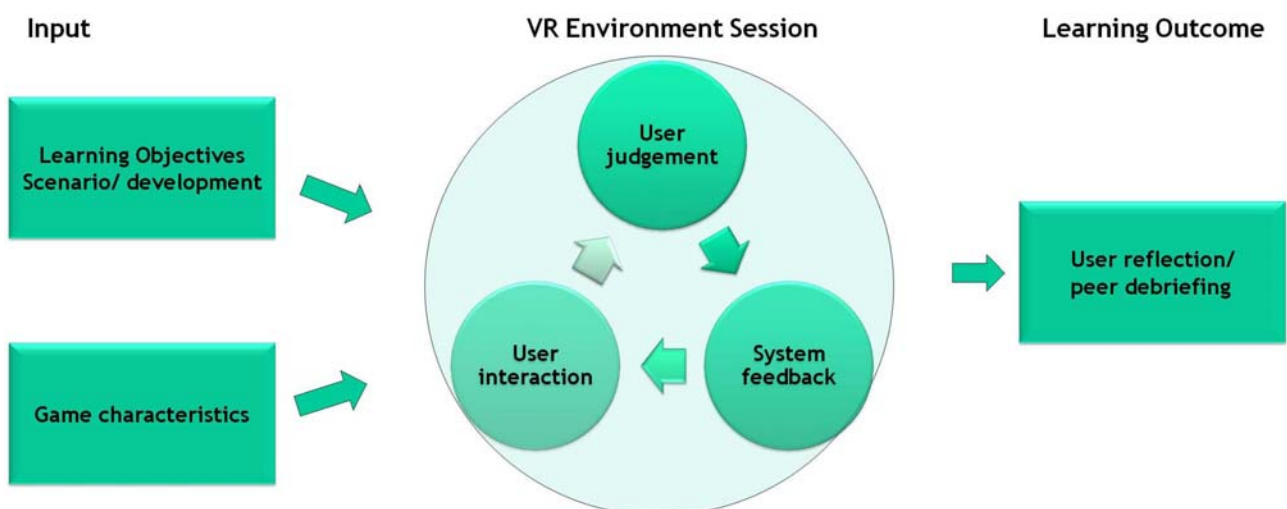 Input
VR Environment Session
Learning Outcome
Learning Objectives
Scenario/ development
Game characteristics
User
judgement
User
interaction
System
feedback
User reflection/
peer debriefing